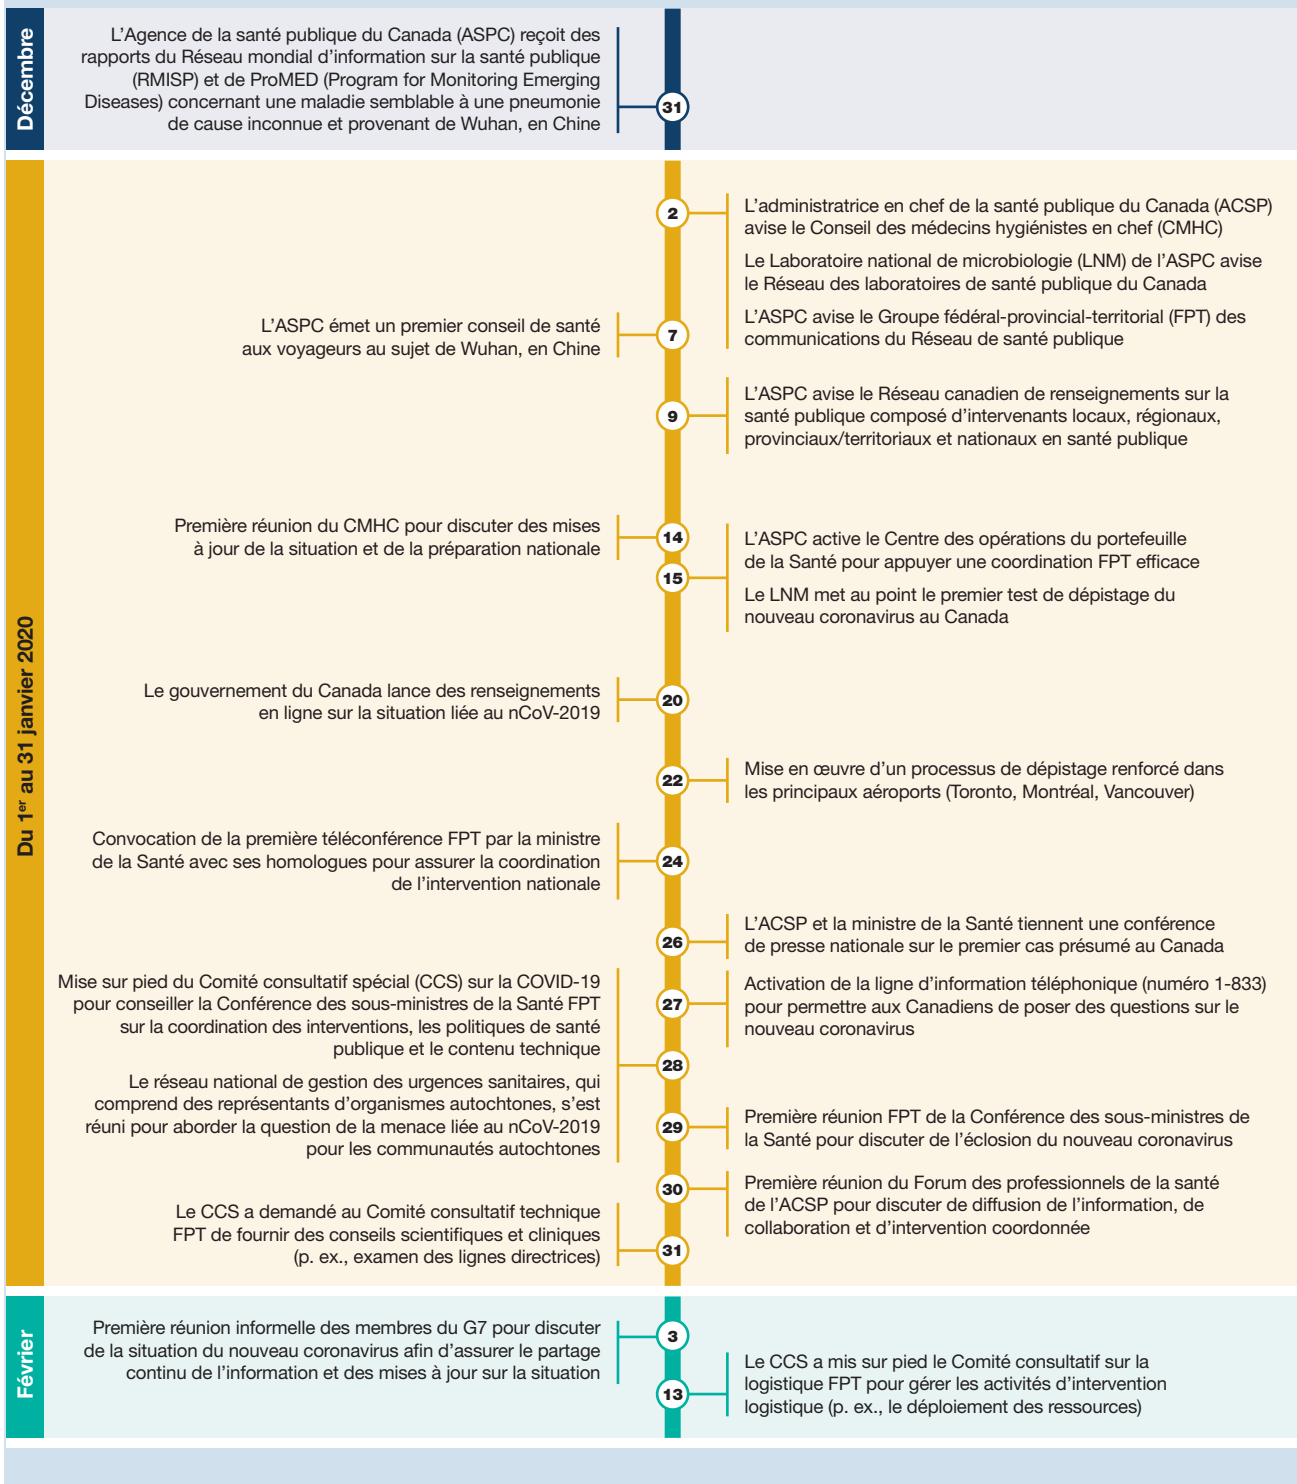 Décembre
L’Agence de la santé publique du Canada (ASPC) reçoit des
rapports du Réseau mondial d’information sur la santé publique
(RMISP) et de ProMED (Program for Monitoring Emerging
Diseases) concernant une maladie semblable à une pneumonie
de cause inconnue et provenant de Wuhan, en Chine
31
Du 1er au 31 janvier 2020
2
L’administratrice en chef de la santé publique du Canada (ACSP)
avise le Conseil des médecins hygiénistes en chef (CMHC)
Le Laboratoire national de microbiologie (LNM) de l’ASPC avise
le Réseau des laboratoires de santé publique du Canada
L’ASPC avise le Groupe fédéral-provincial-territorial (FPT) des
communications du Réseau de santé publique
L’ASPC émet un premier conseil de santé
aux voyageurs au sujet de Wuhan, en Chine
7
9
L’ASPC avise le Réseau canadien de renseignements sur la
santé publique composé d’intervenants locaux, régionaux,
provinciaux/territoriaux et nationaux en santé publique
Première réunion du CMHC pour discuter des mises
à jour de la situation et de la préparation nationale
14
15
L’ASPC active le Centre des opérations du portefeuille
de la Santé pour appuyer une coordination FPT efficace
Le LNM met au point le premier test de dépistage du
nouveau coronavirus au Canada
Le gouvernement du Canada lance des renseignements
en ligne sur la situation liée au nCoV-2019
20
22
Mise en œuvre d’un processus de dépistage renforcé dans
les principaux aéroports (Toronto, Montréal, Vancouver)
Convocation de la première téléconférence FPT par la ministre
de la Santé avec ses homologues pour assurer la coordination
de l’intervention nationale
24
26
L’ACSP et la ministre de la Santé tiennent une conférence
de presse nationale sur le premier cas présumé au Canada
27
Activation de la ligne d’information téléphonique (numéro 1-833)
pour permettre aux Canadiens de poser des questions sur le
nouveau coronavirus
Mise sur pied du Comité consultatif spécial (CCS) sur la COVID-19
pour conseiller la Conférence des sous-ministres de la Santé FPT
sur la coordination des interventions, les politiques de santé
publique et le contenu technique
Le réseau national de gestion des urgences sanitaires, qui
comprend des représentants d’organismes autochtones, s’est
réuni pour aborder la question de la menace liée au nCoV-2019
pour les communautés autochtones
28
29
Première réunion FPT de la Conférence des sous-ministres de
la Santé pour discuter de l’éclosion du nouveau coronavirus
30
Première réunion du Forum des professionnels de la santé
de l’ACSP pour discuter de diffusion de l’information, de
collaboration et d’intervention coordonnée
Le CCS a demandé au Comité consultatif technique
FPT de fournir des conseils scientifiques et cliniques
(p. ex., examen des lignes directrices)
31
Février
Première réunion informelle des membres du G7 pour discuter
de la situation du nouveau coronavirus afin d’assurer le partage
continu de l’information et des mises à jour sur la situation
3
13
Le CCS a mis sur pied le Comité consultatif sur la
logistique FPT pour gérer les activités d’intervention
logistique (p. ex., le déploiement des ressources)